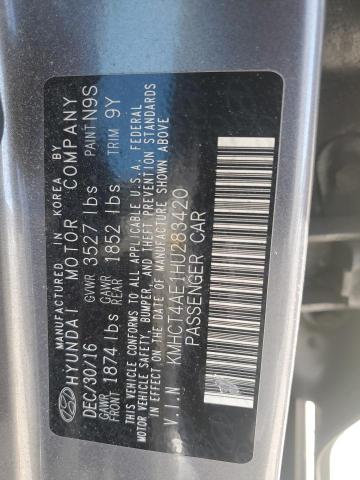 MANUFACTURED IN KOREA BY
HYUNDAI MOTOR COMPANY
DEC/30/16 GVWR 3527 lbs PAINT N9S
GAWR FRONT 1874 lbs GAWR REAR 1852 lbs TRIM 9Y
THIS VEHICLE CONFORMS TO ALL APPLICABLE U.S.A. FEDERAL
MOTOR VEHICLE SAFETY, BUMPER, AND THEFT PREVENTION STANDARDS
IN EFFECT ON THE DATE OF MANUFACTURE SHOWN ABOVE.
V.I.N KMHCT4AE1HU283420
PASSENGER CAR